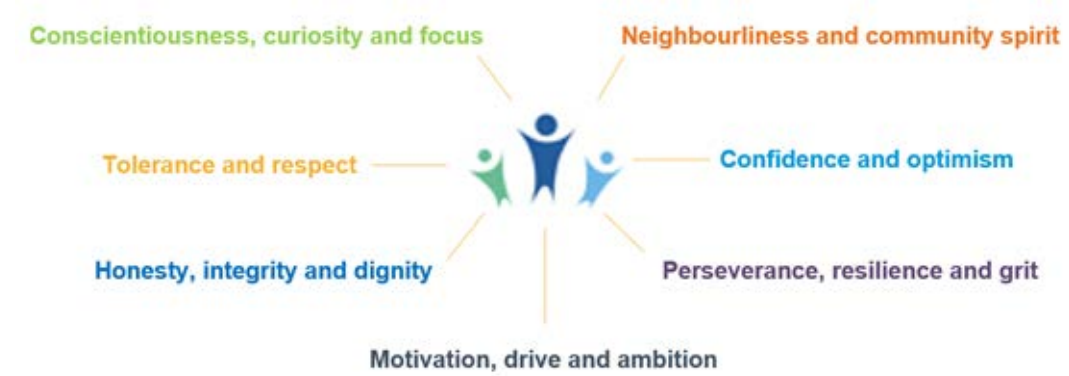 Conscientiousness, curiosity and focus
Neighbourliness and community spirit
Tolerance and respect
Confidence and optimism
Honesty, integrity and dignity
Perseverance, resilience and grit
Motivation, drive and ambition